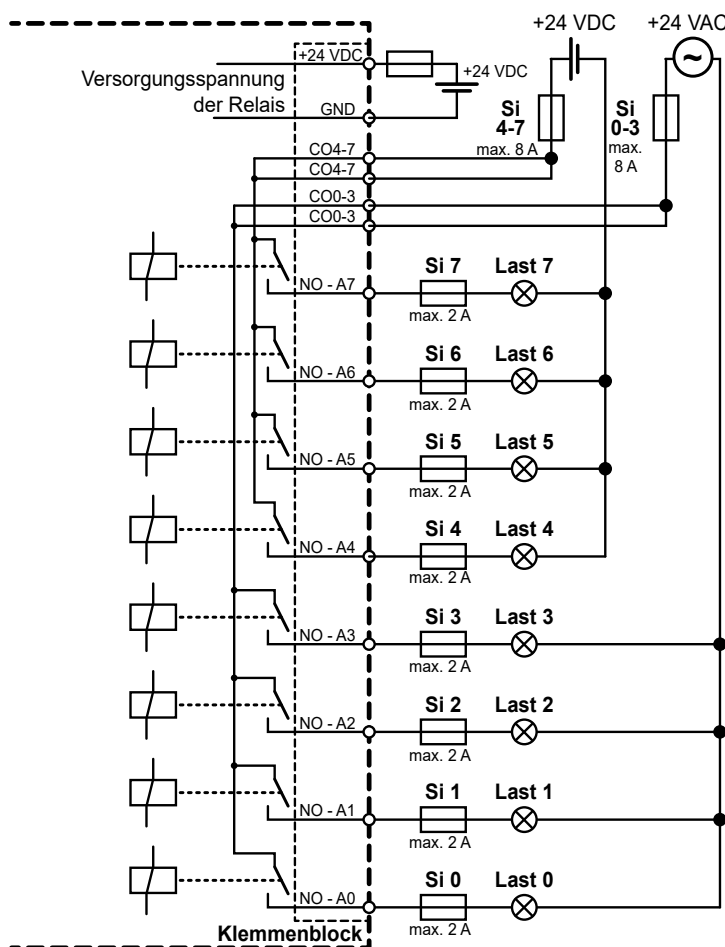 +24 VDC +24 VAC
+24 VDC
Versorgungsspannung
der Relais
+24 VDC
GND
Si
4-7
max. 8 A
Si
0-3
max.
8 A
CO4-7
CO4-7
CO0-3
CO0-3
Si 7 Last 7
NO - A7
max. 2 A
Si 6 Last 6
NO - A6
max. 2 A
Si 5 Last 5
NO - A5
max. 2 A
Si 4 Last 4
NO - A4
max. 2 A
Si 3 Last 3
NO - A3
max. 2 A
Si 2 Last 2
NO - A2
max. 2 A
Si 1 Last 1
NO - A1
max. 2 A
Si 0 Last 0
NO - A0
max. 2 A
Klemmenblock